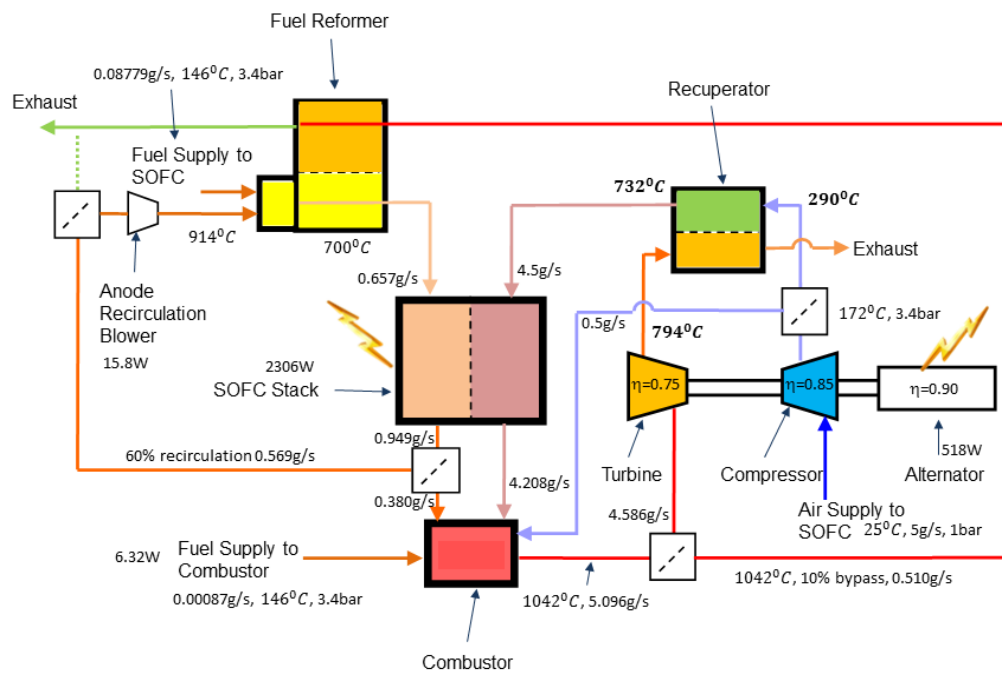 Fuel Reformer
0.08779g/s, 146⁰C, 3.4bar
Exhaust
Recuperator
Fuel Supply to
SOFC
732⁰C
290⁰C
914⁰C
700⁰C
Exhaust
0.657g/s
4.5g/s
Anode
Recirculation
Blower
15.8W
0.5g/s
172⁰C, 3.4bar
794⁰C
2306W
SOFC Stack
η=0.75
η=0.85
η=0.90
0.949g/s
60% recirculation 0.569g/s
Turbine
Compressor
518W
Alternator
4.208g/s
0.380g/s
4.586g/s
Air Supply to
SOFC 25⁰C, 5g/s, 1bar
6.32W
Fuel Supply to
Combustor
0.00087g/s, 146⁰C, 3.4bar
1042⁰C, 5.096g/s
1042⁰C, 10% bypass, 0.510g/s
Combustor